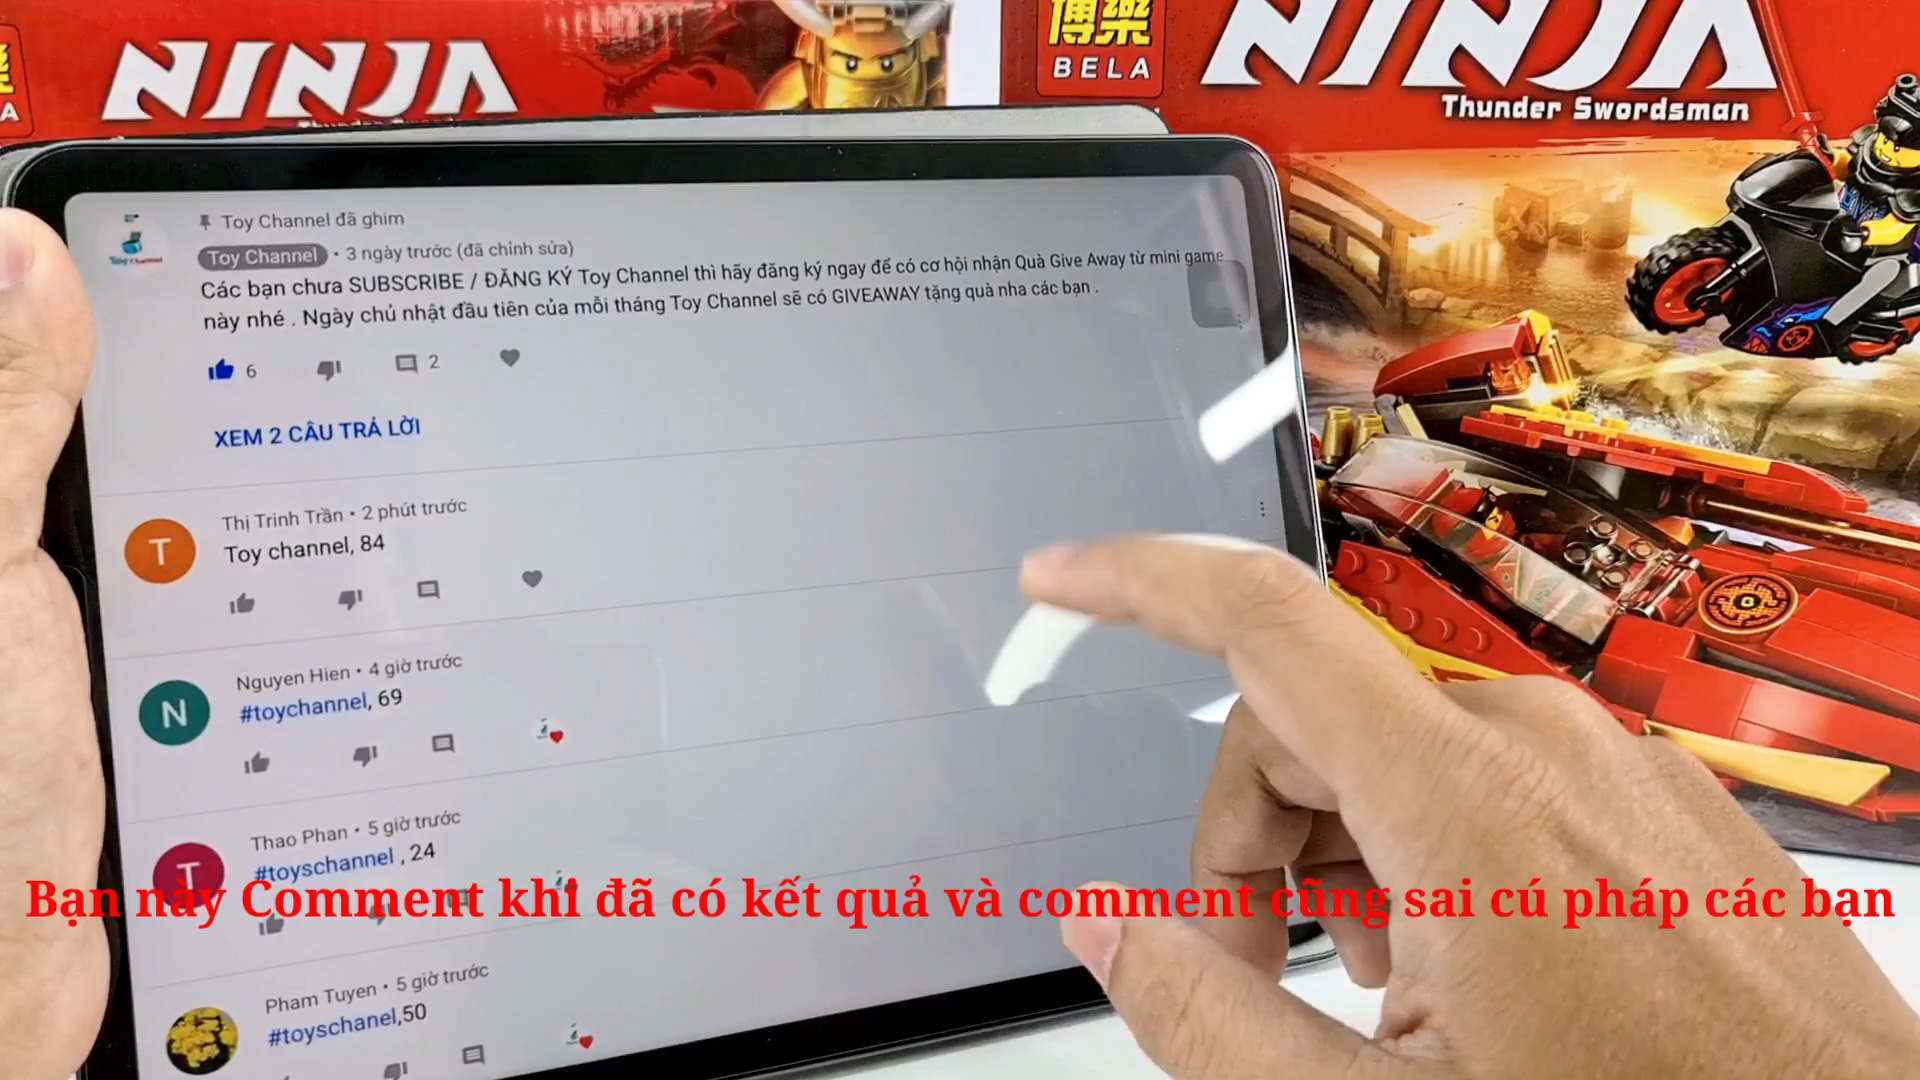 NINJA
博樂
BELA
NINJA
Thunder Swordsman
Toy Channel đã ghim
Toy Channel • 3 ngày trước (đã chỉnh sửa)
Các bạn chưa SUBSCRIBE / ĐĂNG KÝ Toy Channel thì hãy đăng ký ngay để có cơ hội nhận Quà Give Away từ mini game
này nhé . Ngày chủ nhật đầu tiên của mỗi tháng Toy Channel sẽ có GIVEAWAY tặng quà nha các bạn .
6 2
XEM 2 CÂU TRẢ LỜI
T
Thị Trinh Trần • 2 phút trước
Toy channel, 84
N
Nguyen Hien • 4 giờ trước
#toychannel, 69
T
Thao Phan • 5 giờ trước
#toyschannel , 24
Bạn này Comment khi đã có kết quả và comment cũng sai cú pháp các bạn
Pham Tuyen • 5 giờ trước
#toyschanel,50